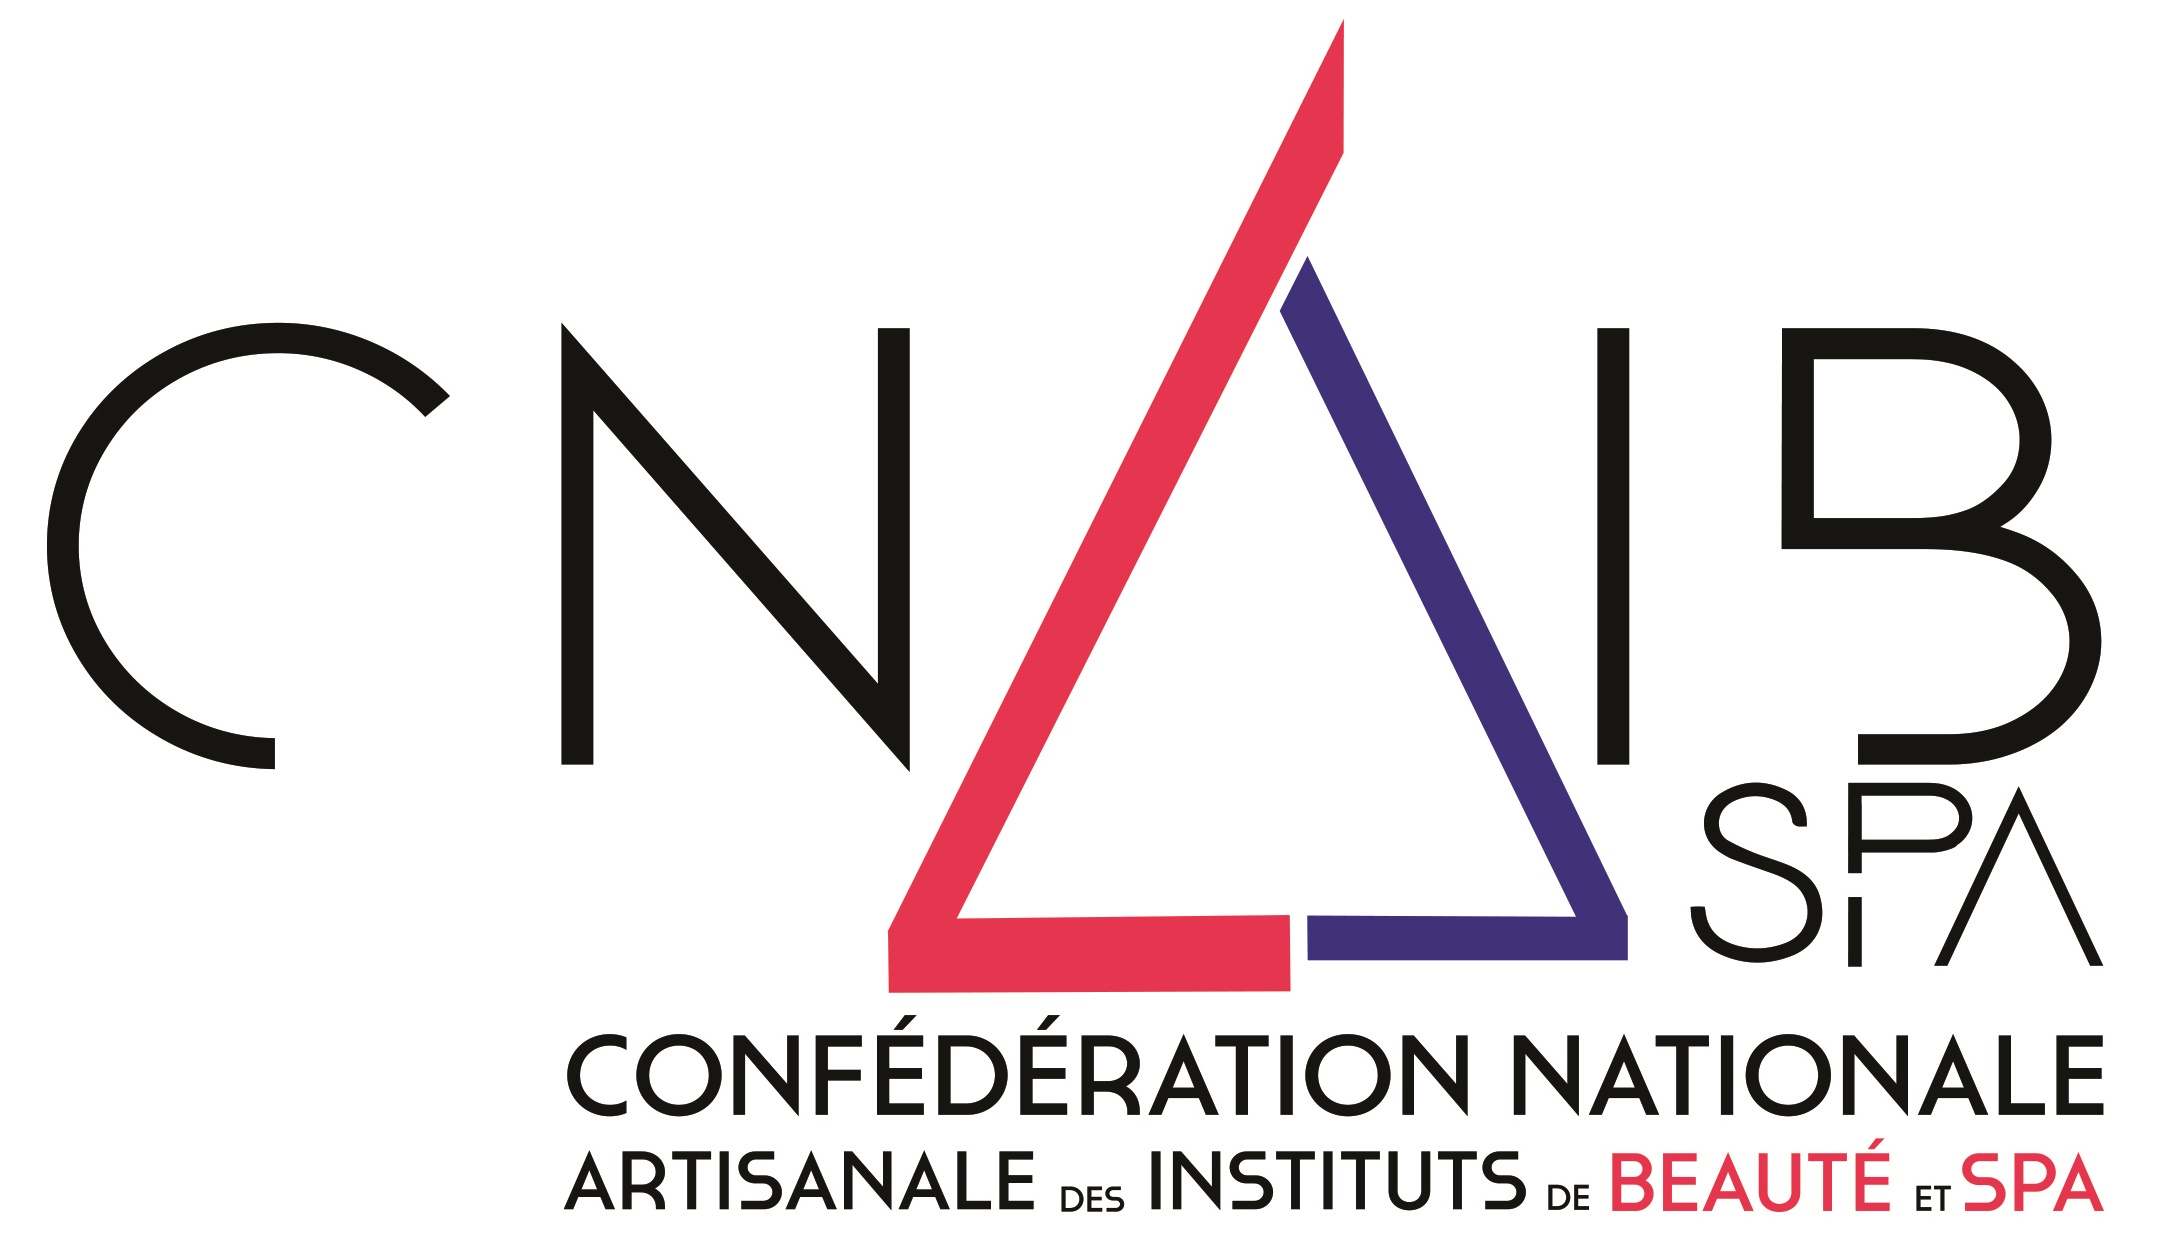 CNAIB
SPA
CONFÉDÉRATION NATIONALE
ARTISANALE DES INSTITUTS DE BEAUTÉ ET SPA